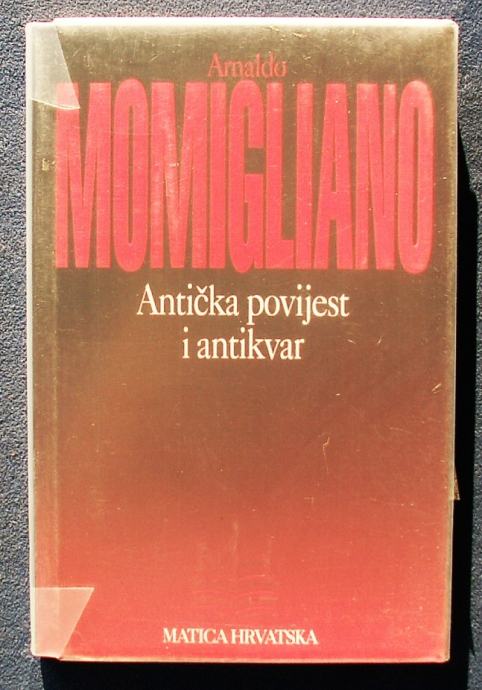 Arnaldo
MOMIGLIANO
Antička povijest
i antikvar
MATICA HRVATSKA